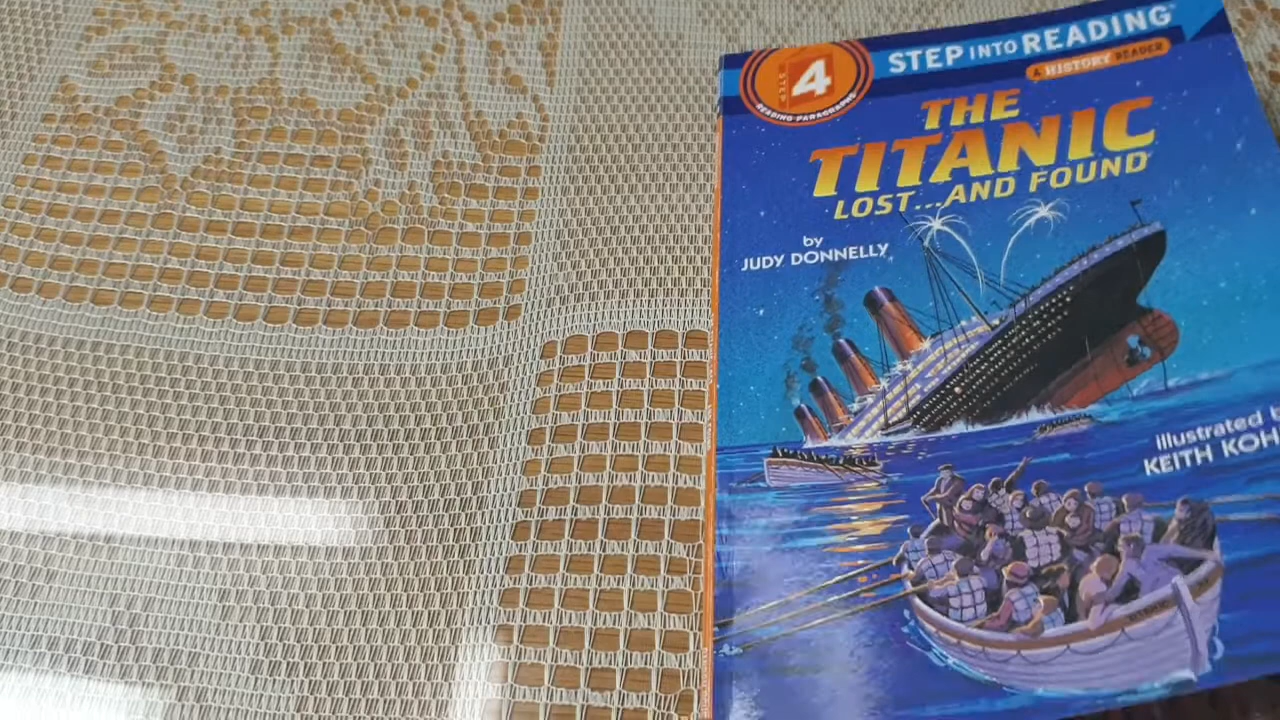 STEP INTO READING®
STEP 4
READING PARAGRAPHS
A HISTORY READER
THE
TITANIC
LOST...AND FOUND
by
JUDY DONNELLY
illustrated
KEITH KOH